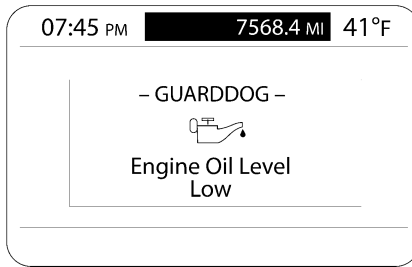 07:45 PM 7568.4 MI 41°F
– GUARDDOG –
Engine Oil Level
Low